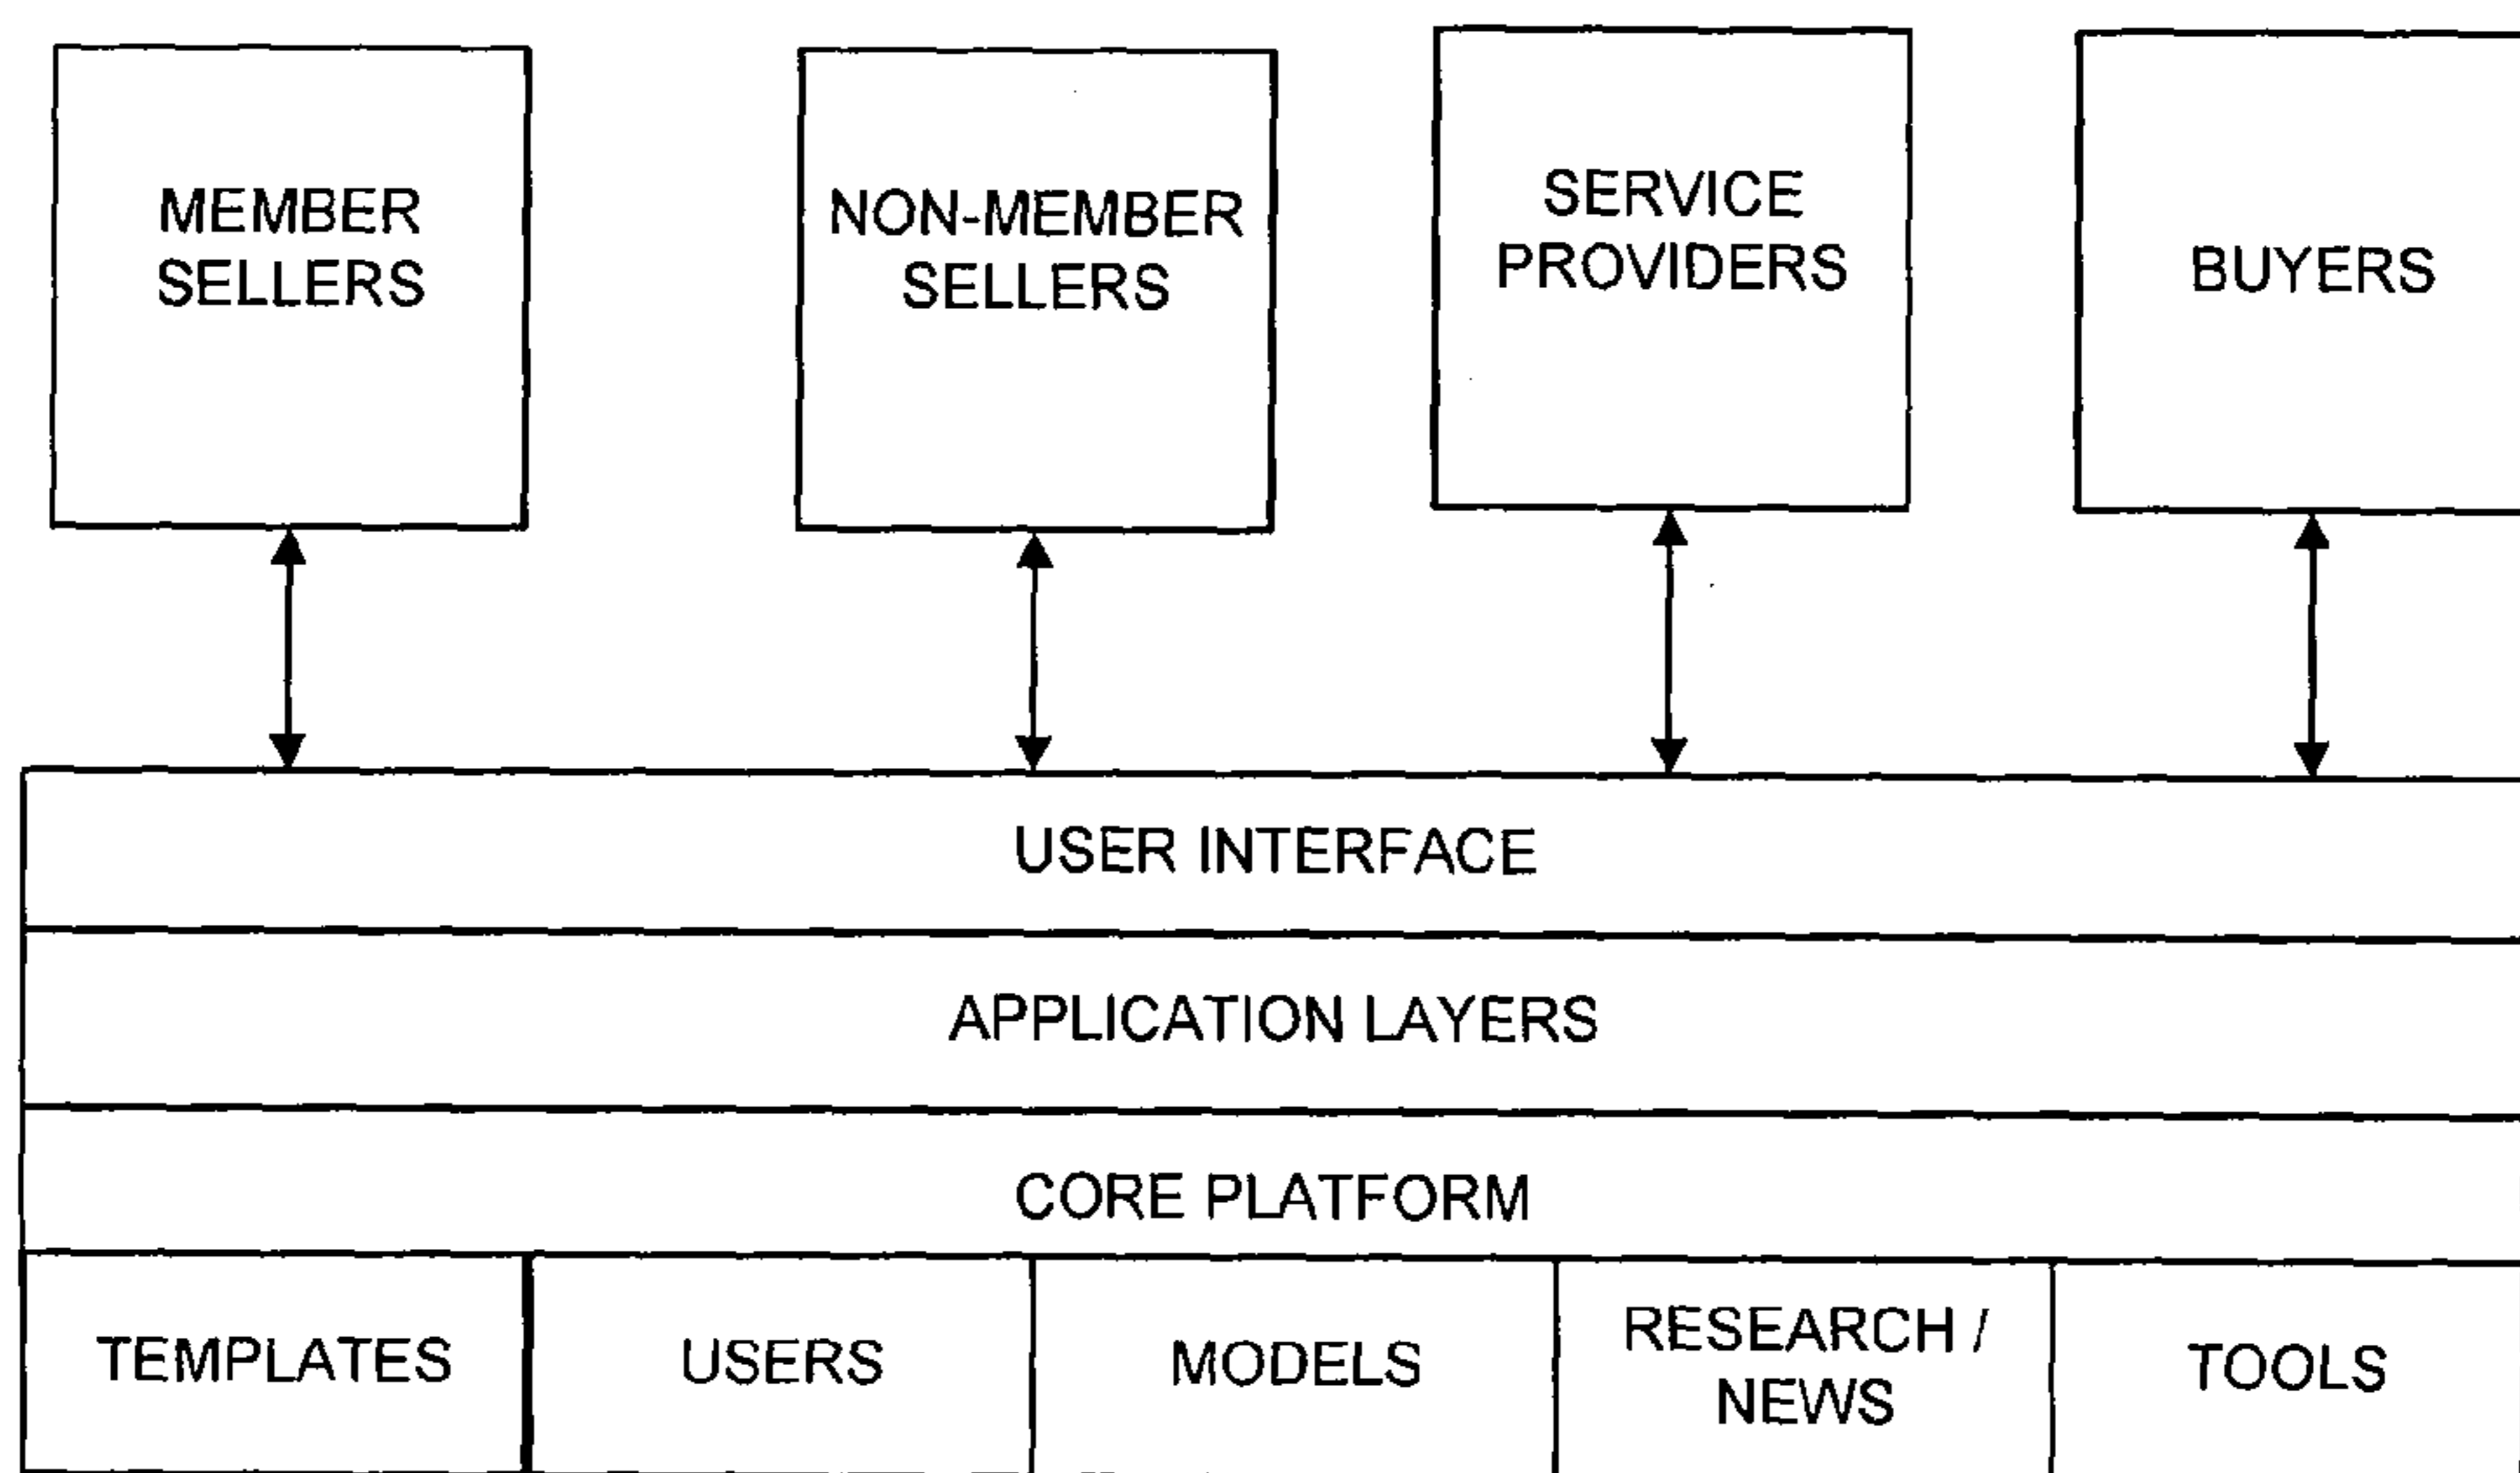 MEMBER
SELLERS
NON-MEMBER
SELLERS
SERVICE
PROVIDERS
BUYERS
USER INTERFACE
APPLICATION LAYERS
CORE PLATFORM
TEMPLATES
USERS
MODELS
RESEARCH /
NEWS
TOOLS